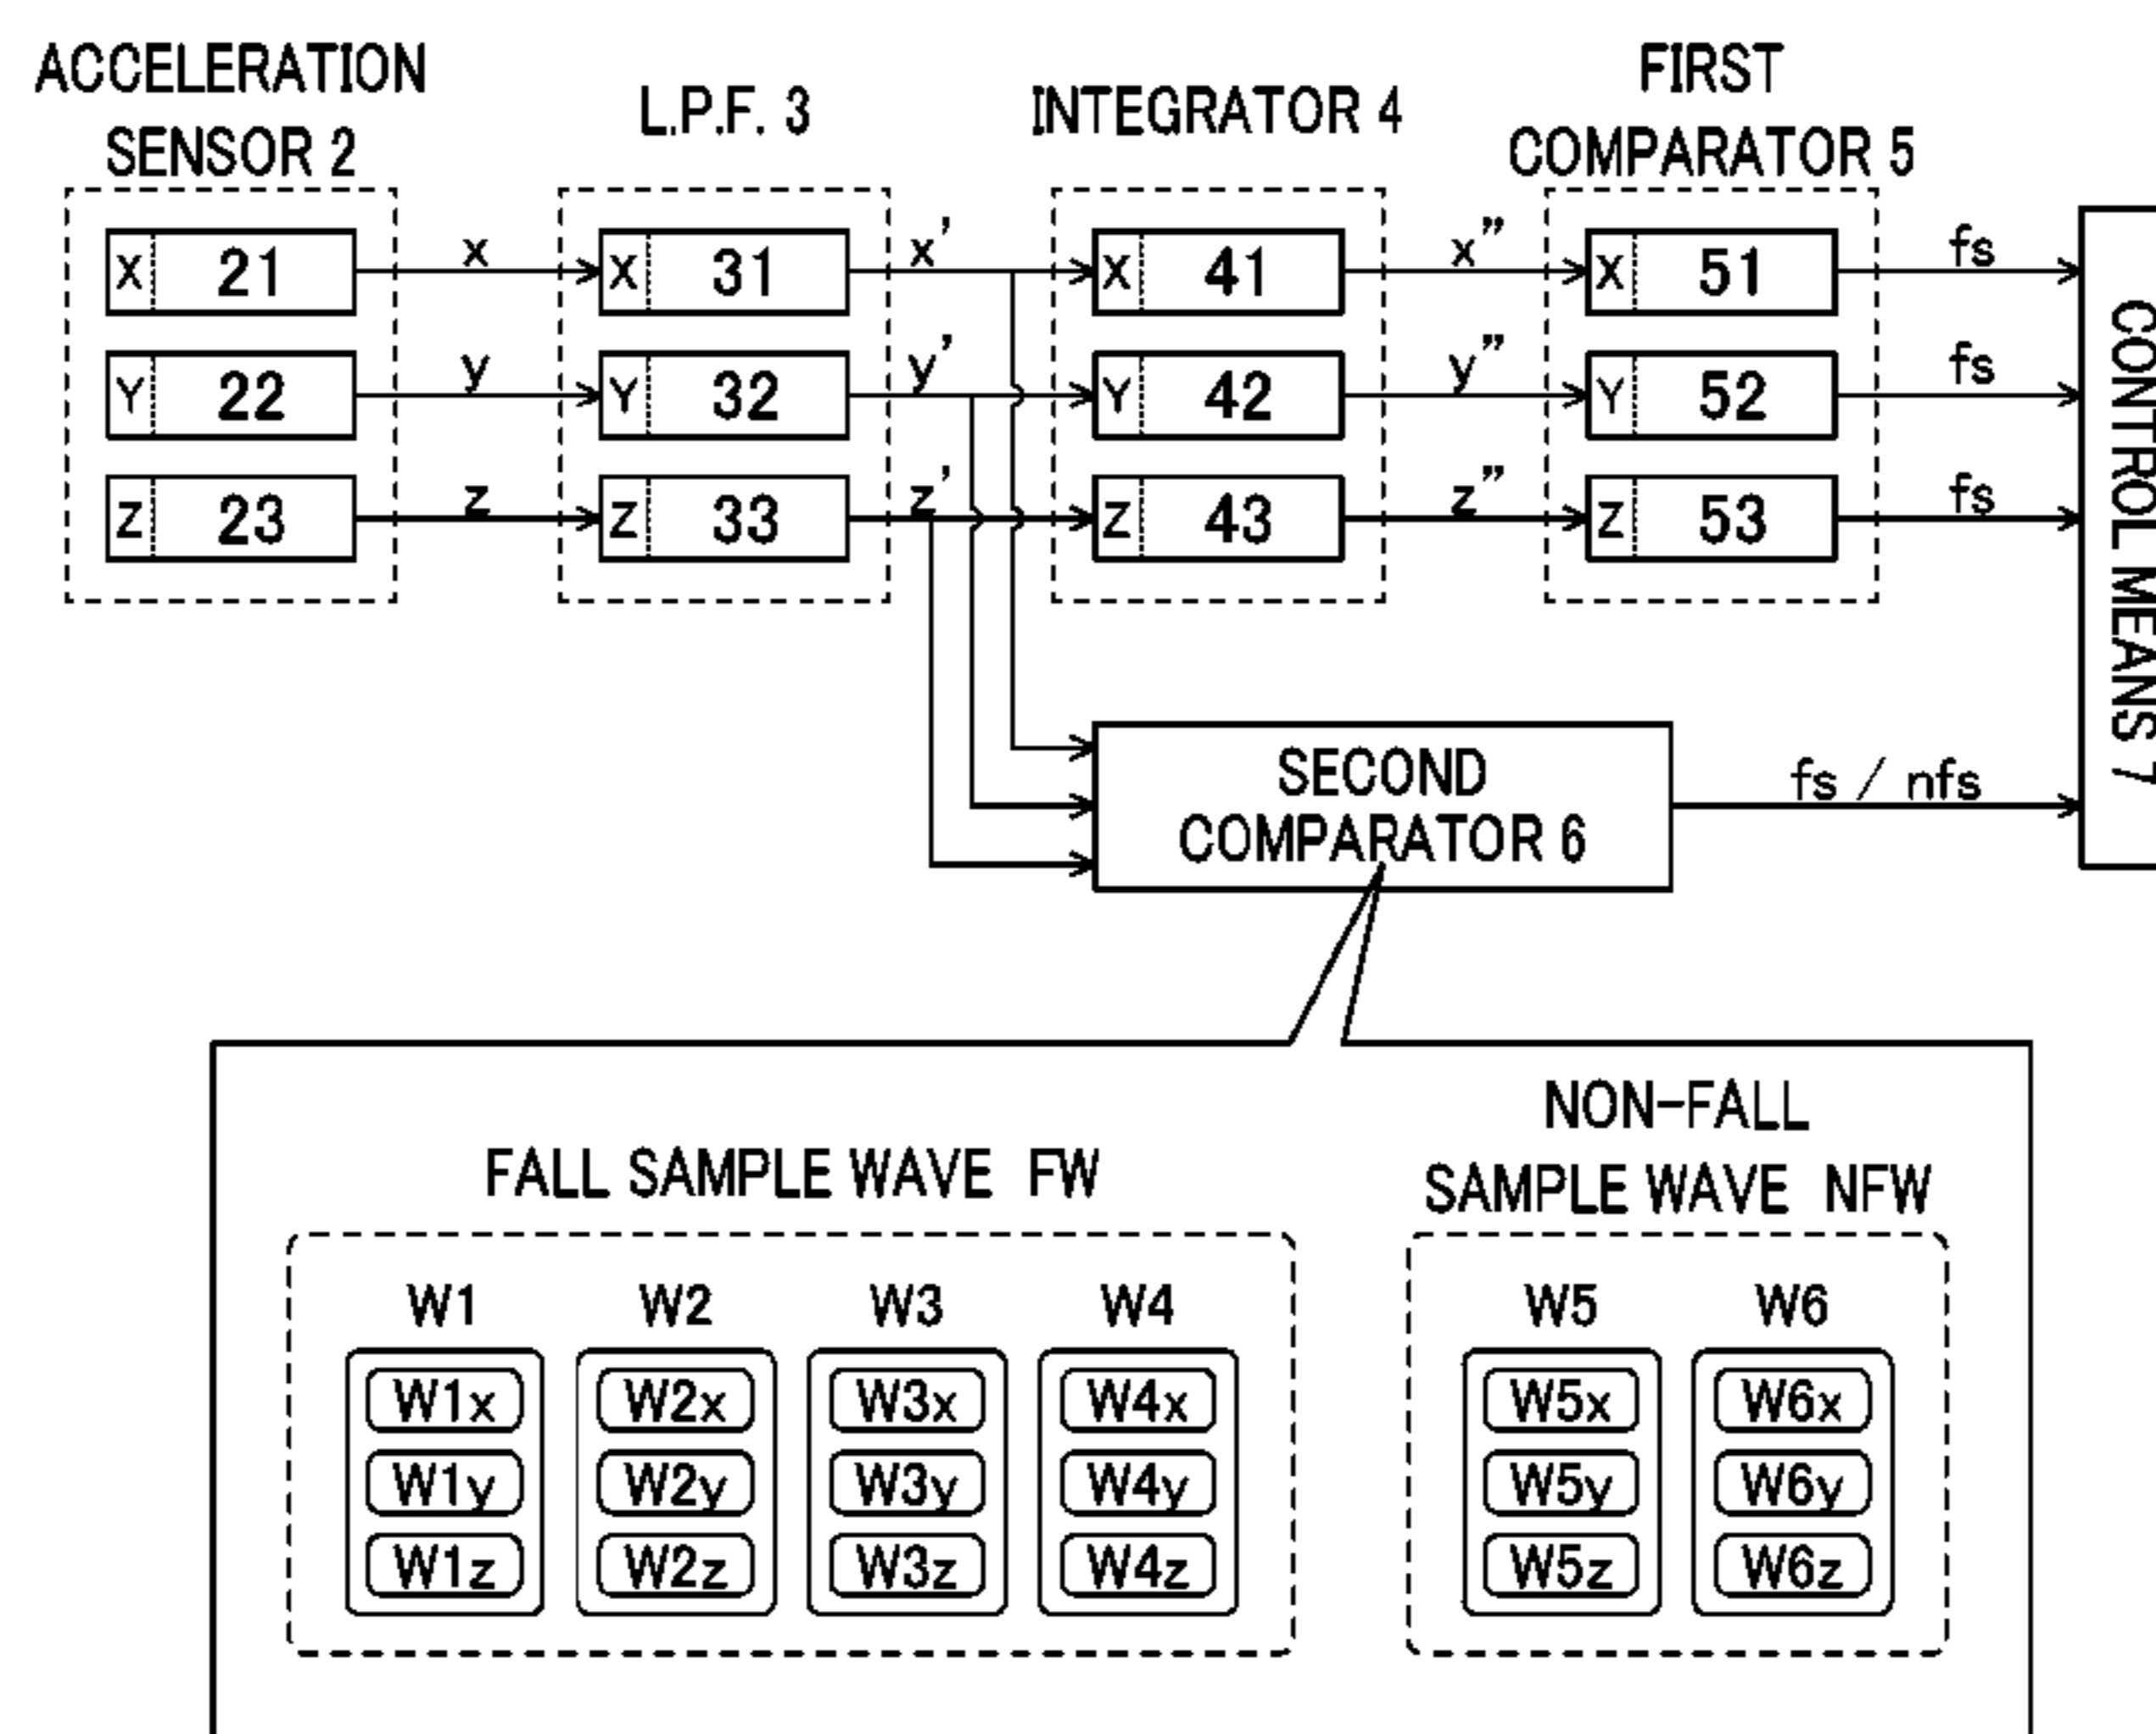 ACCELERATION
SENSOR 2
L.P.F. 3
INTEGRATOR 4
FIRST
COMPARATOR 5
X 21 x X 31 x' X 41 x" X 51 fs
Y 22 y Y 32 y' Y 42 y" Y 52 fs
Z 23 z Z 33 z' Z 43 z" Z 53 fs
CONTROL MEANS 7
SECOND
COMPARATOR 6
fs / nfs
FALL SAMPLE WAVE FW
NON-FALL
SAMPLE WAVE NFW
W1 W2 W3 W4 W5 W6
W1x W2x W3x W4x W5x W6x
W1y W2y W3y W4y W5y W6y
W1z W2z W3z W4z W5z W6z